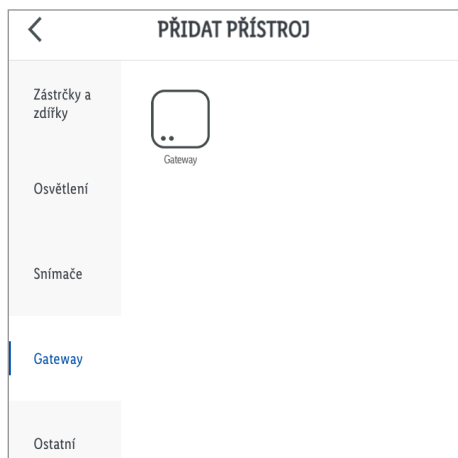 PŘIDAT PŘÍSTROJ
Zástrčky a
zdířky
Osvětlení
Snímače
Gateway
Ostatní
Gateway